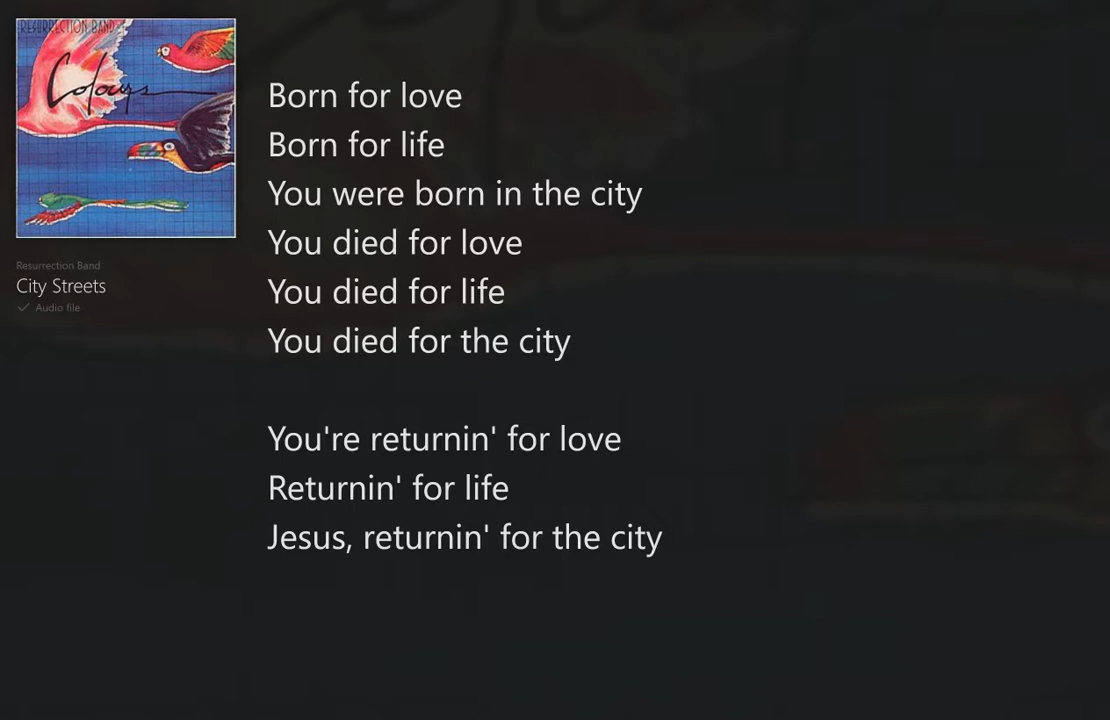 RESURRECTION BAND
Colours
Born for love
Born for life
You were born in the city
You died for love
You died for life
You died for the city
You're returnin' for love
Returnin' for life
Jesus, returnin' for the city
Resurrection Band
City Streets
Audio file